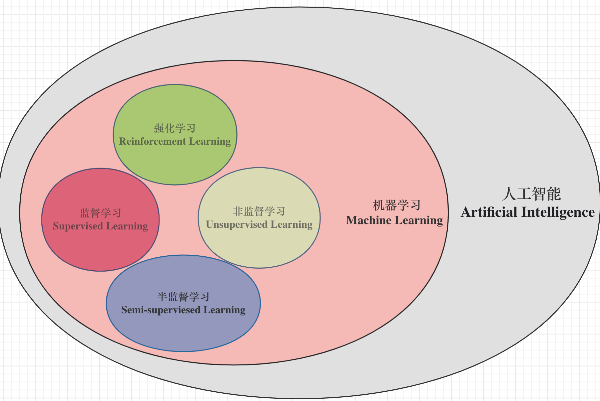 强化学习
Reinforcement Learning
监督学习
Supervised Learning
非监督学习
Unsupervised Learning
半监督学习
Semi-superviesed Learning
机器学习
Machine Learning
人工智能
Artificial Intelligence